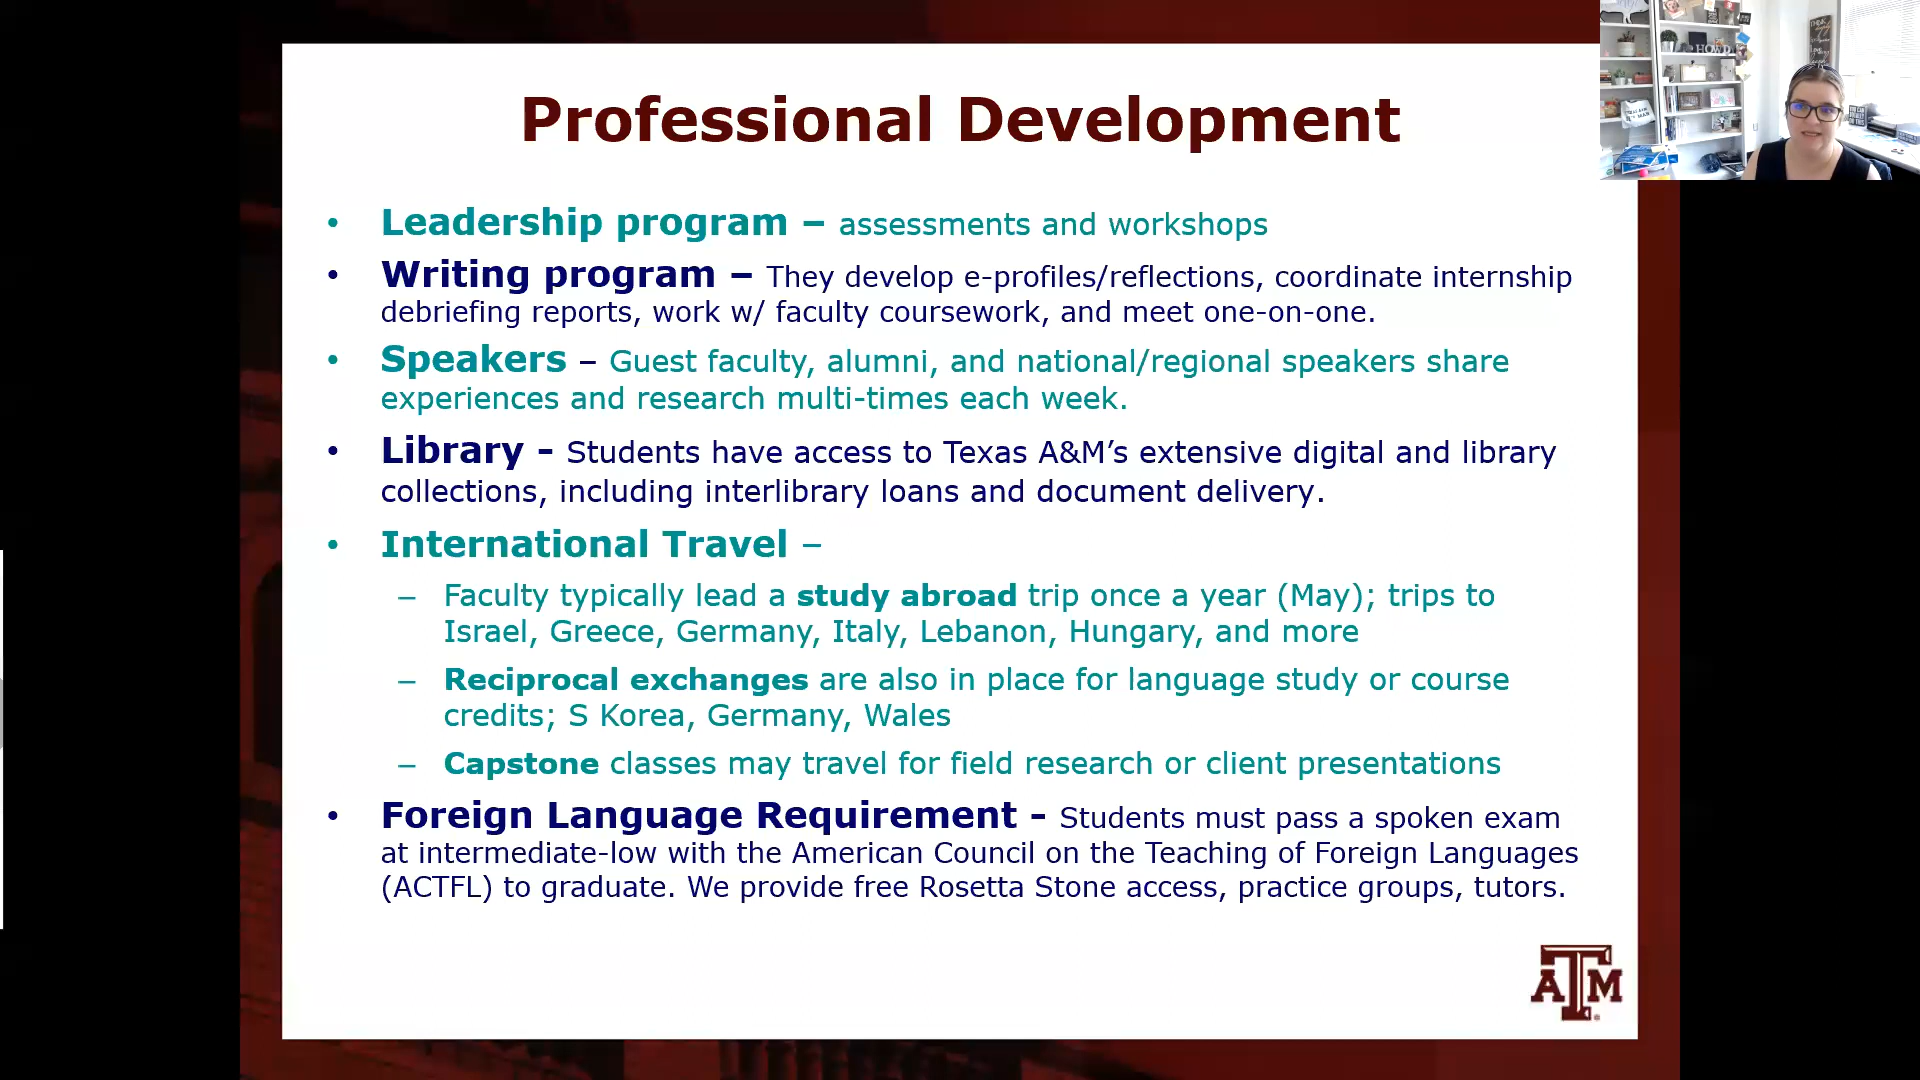 Professional Development
• Leadership program – assessments and workshops
• Writing program – They develop e-profiles/reflections, coordinate internship
debriefing reports, work w/ faculty coursework, and meet one-on-one.
• Speakers – Guest faculty, alumni, and national/regional speakers share
experiences and research multi-times each week.
• Library - Students have access to Texas A&M’s extensive digital and library
collections, including interlibrary loans and document delivery.
• International Travel –
– Faculty typically lead a study abroad trip once a year (May); trips to
Israel, Greece, Germany, Italy, Lebanon, Hungary, and more
– Reciprocal exchanges are also in place for language study or course
credits; S Korea, Germany, Wales
– Capstone classes may travel for field research or client presentations
• Foreign Language Requirement - Students must pass a spoken exam
at intermediate-low with the American Council on the Teaching of Foreign Languages
(ACTFL) to graduate. We provide free Rosetta Stone access, practice groups, tutors.
ATM
HOWD